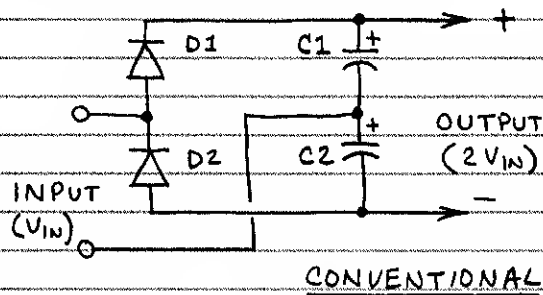 D1
C1 +
+
D2
C2 +
OUTPUT
(2 VIN)
INPUT
(VIN)
−
CONVENTIONAL